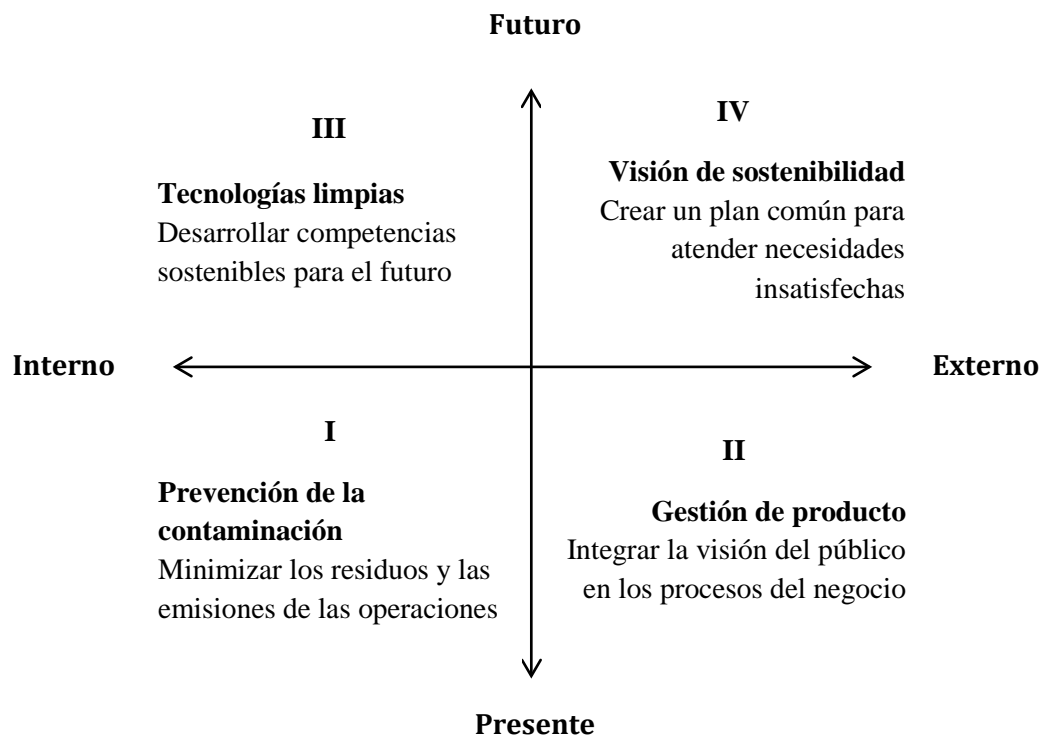 Futuro
III
Tecnologías limpias
Desarrollar competencias
sostenibles para el futuro
IV
Visión de sostenibilidad
Crear un plan común para
atender necesidades
insatisfechas
Interno
Externo
I
Prevención de la
contaminación
Minimizar los residuos y las
emisiones de las operaciones
II
Gestión de producto
Integrar la visión del público
en los procesos del negocio
Presente